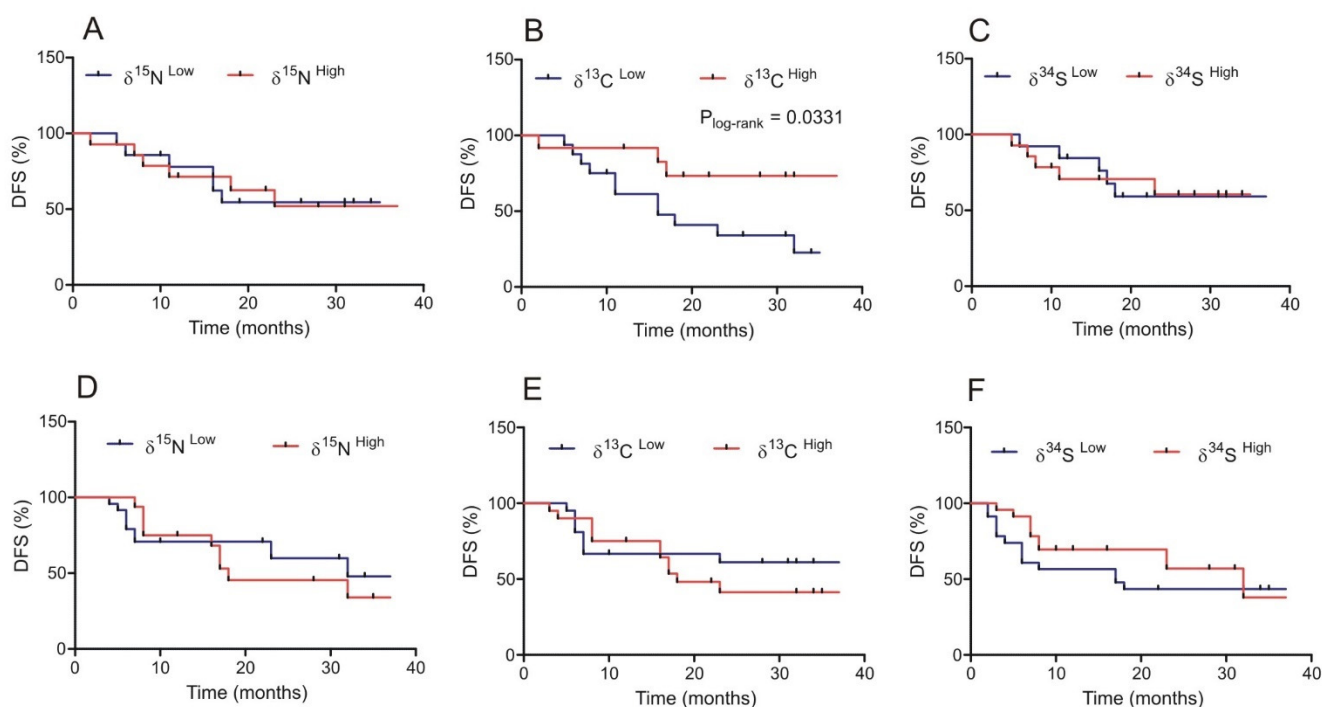 A
150
δ15N Low δ15N High
100
DFS (%)
50
0
0 10 20 30 40
Time (months)
B
150
δ13C Low δ13C High
Plog-rank = 0.0331
100
DFS (%)
50
0
0 10 20 30 40
Time (months)
C
150
δ34S Low δ34S High
100
DFS (%)
50
0
0 10 20 30 40
Time (months)
D
150
δ15N Low δ15N High
100
DFS (%)
50
0
0 10 20 30 40
Time (months)
E
150
δ13C Low δ13C High
100
DFS (%)
50
0
0 10 20 30 40
Time (months)
F
150
δ34S Low δ34S High
100
DFS (%)
50
0
0 10 20 30 40
Time (months)